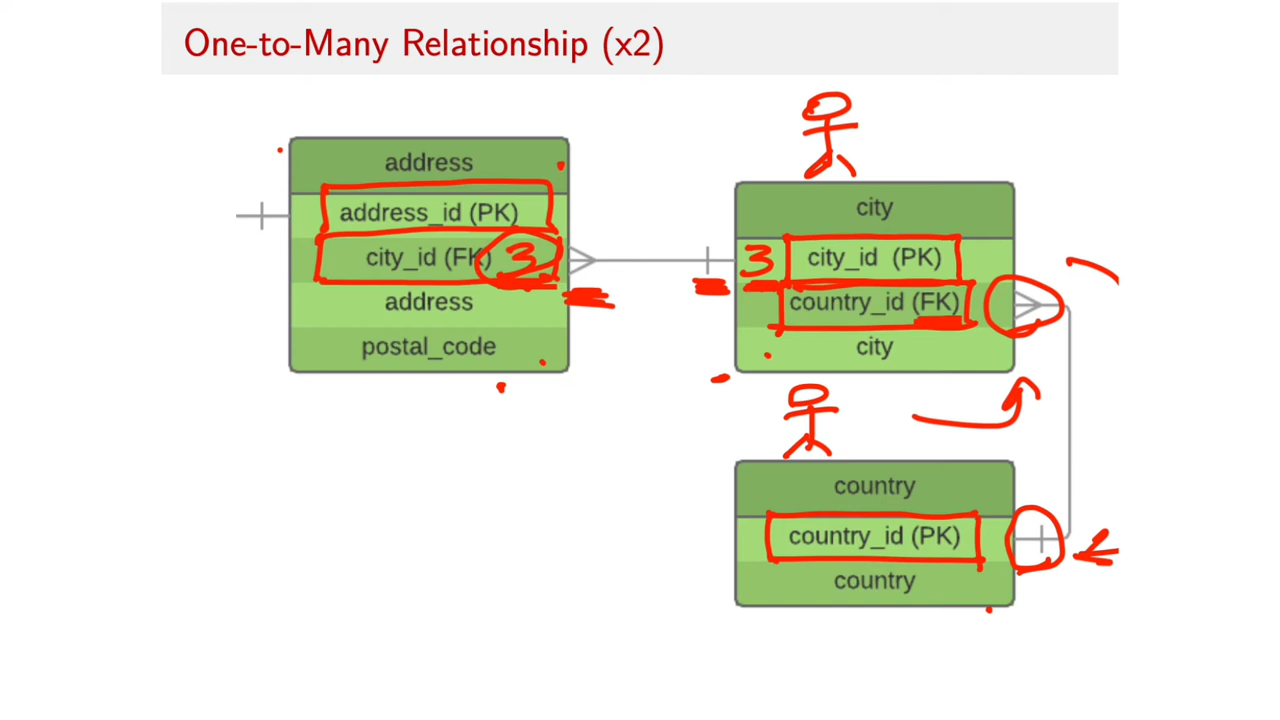 One-to-Many Relationship (x2)
address
address_id (PK)
city_id (FK) 3
address
postal_code
city
3 city_id (PK)
country_id (FK)
city
country
country_id (PK)
country